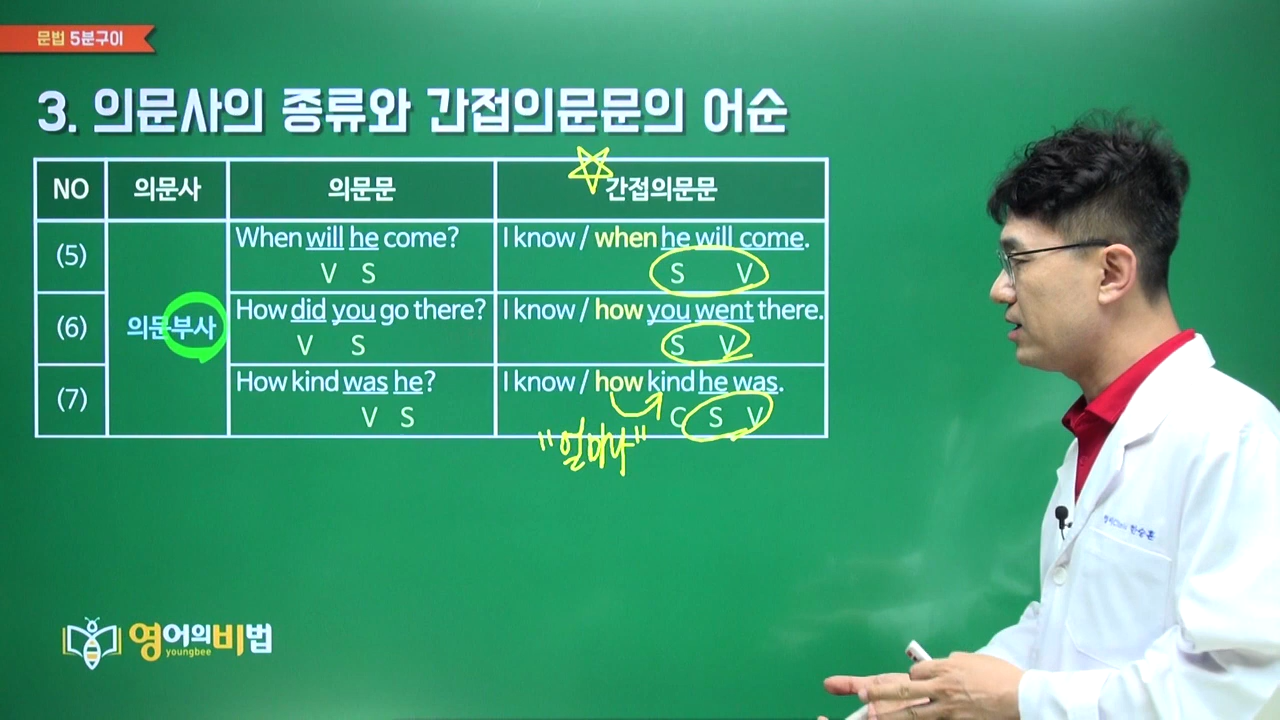 문법 5분구이
3. 의문사의 종류와 간접의문문의 어순
NO 의문사 의문문 간접의문문
(5) When will he come? I know / when he will come.
V S S V
(6) 의문부사 How did you go there? I know / how you went there.
V S S V
(7) How kind was he? I know / how kind he was.
V S C S V
"얼마나"
한승훈
영어의비법
youngbee